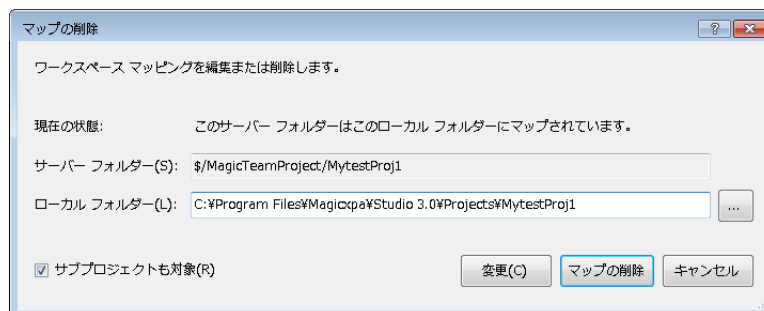 マップの削除
ワークスペース マッピングを編集または削除します。
現在の状態: このサーバー フォルダーはこのローカル フォルダーにマップされています。
サーバー フォルダー(S): $/MagicTeamProject/MytestProj1
ローカル フォルダー(L): C:¥Program Files¥Magicxpa¥Studio 3.0¥Projects¥MytestProj1 ...
サブプロジェクトも対象(R) 変更(C) マップの削除 キャンセル